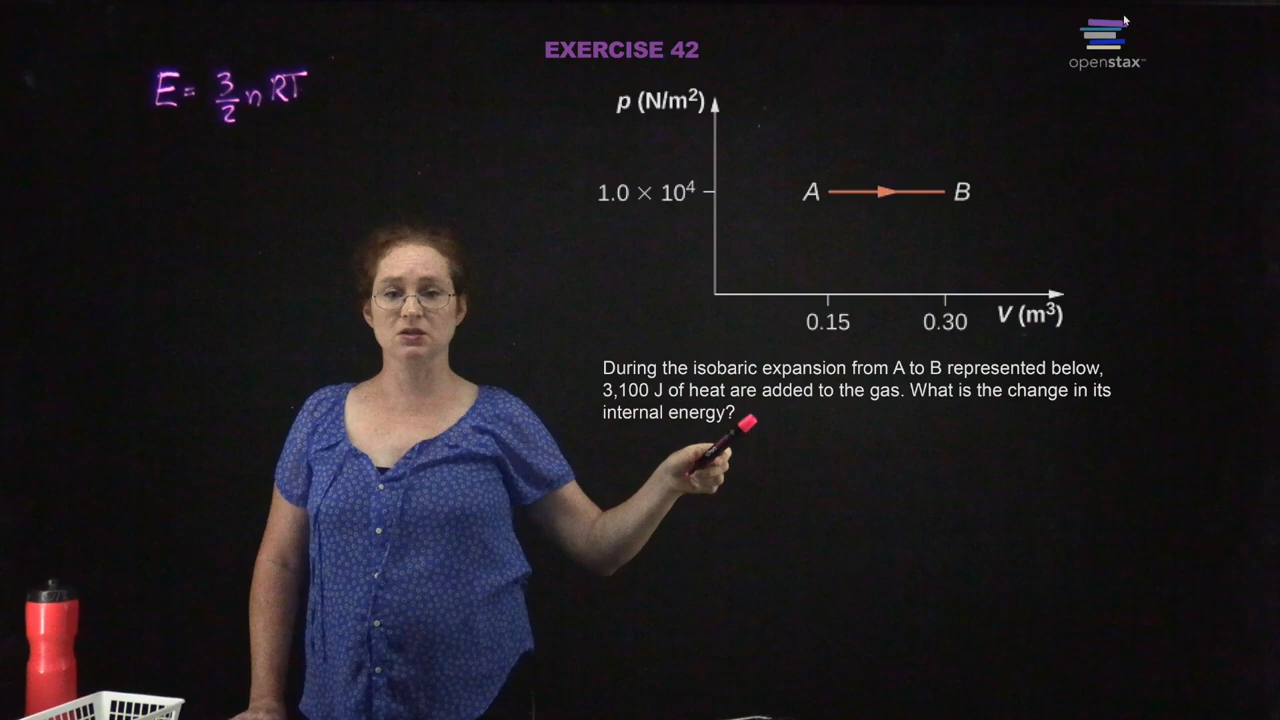 EXERCISE 42
openstax™
E = 3/2 n RT
p (N/m²)
1.0 × 10⁴
A
B
0.15
0.30
V (m³)
During the isobaric expansion from A to B represented below,
3,100 J of heat are added to the gas. What is the change in its
internal energy?